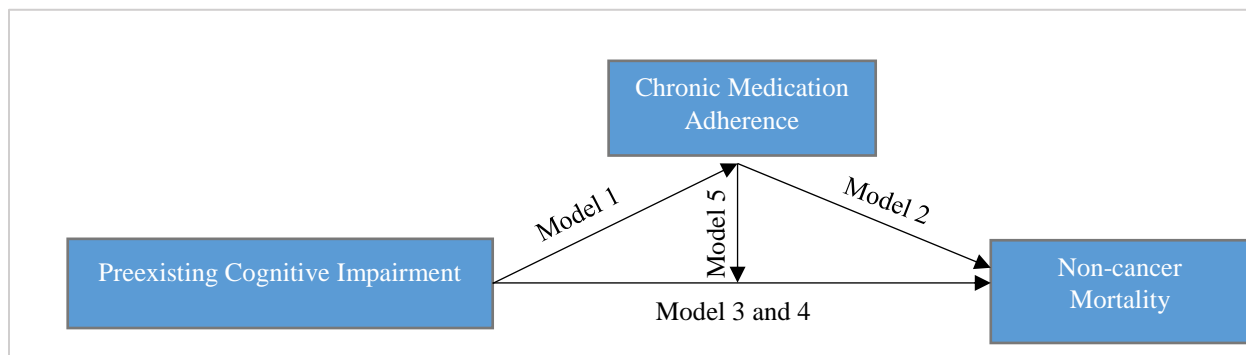 Chronic Medication
Adherence
Model 1
Model 5
Model 2
Preexisting Cognitive Impairment
Non-cancer
Mortality
Model 3 and 4